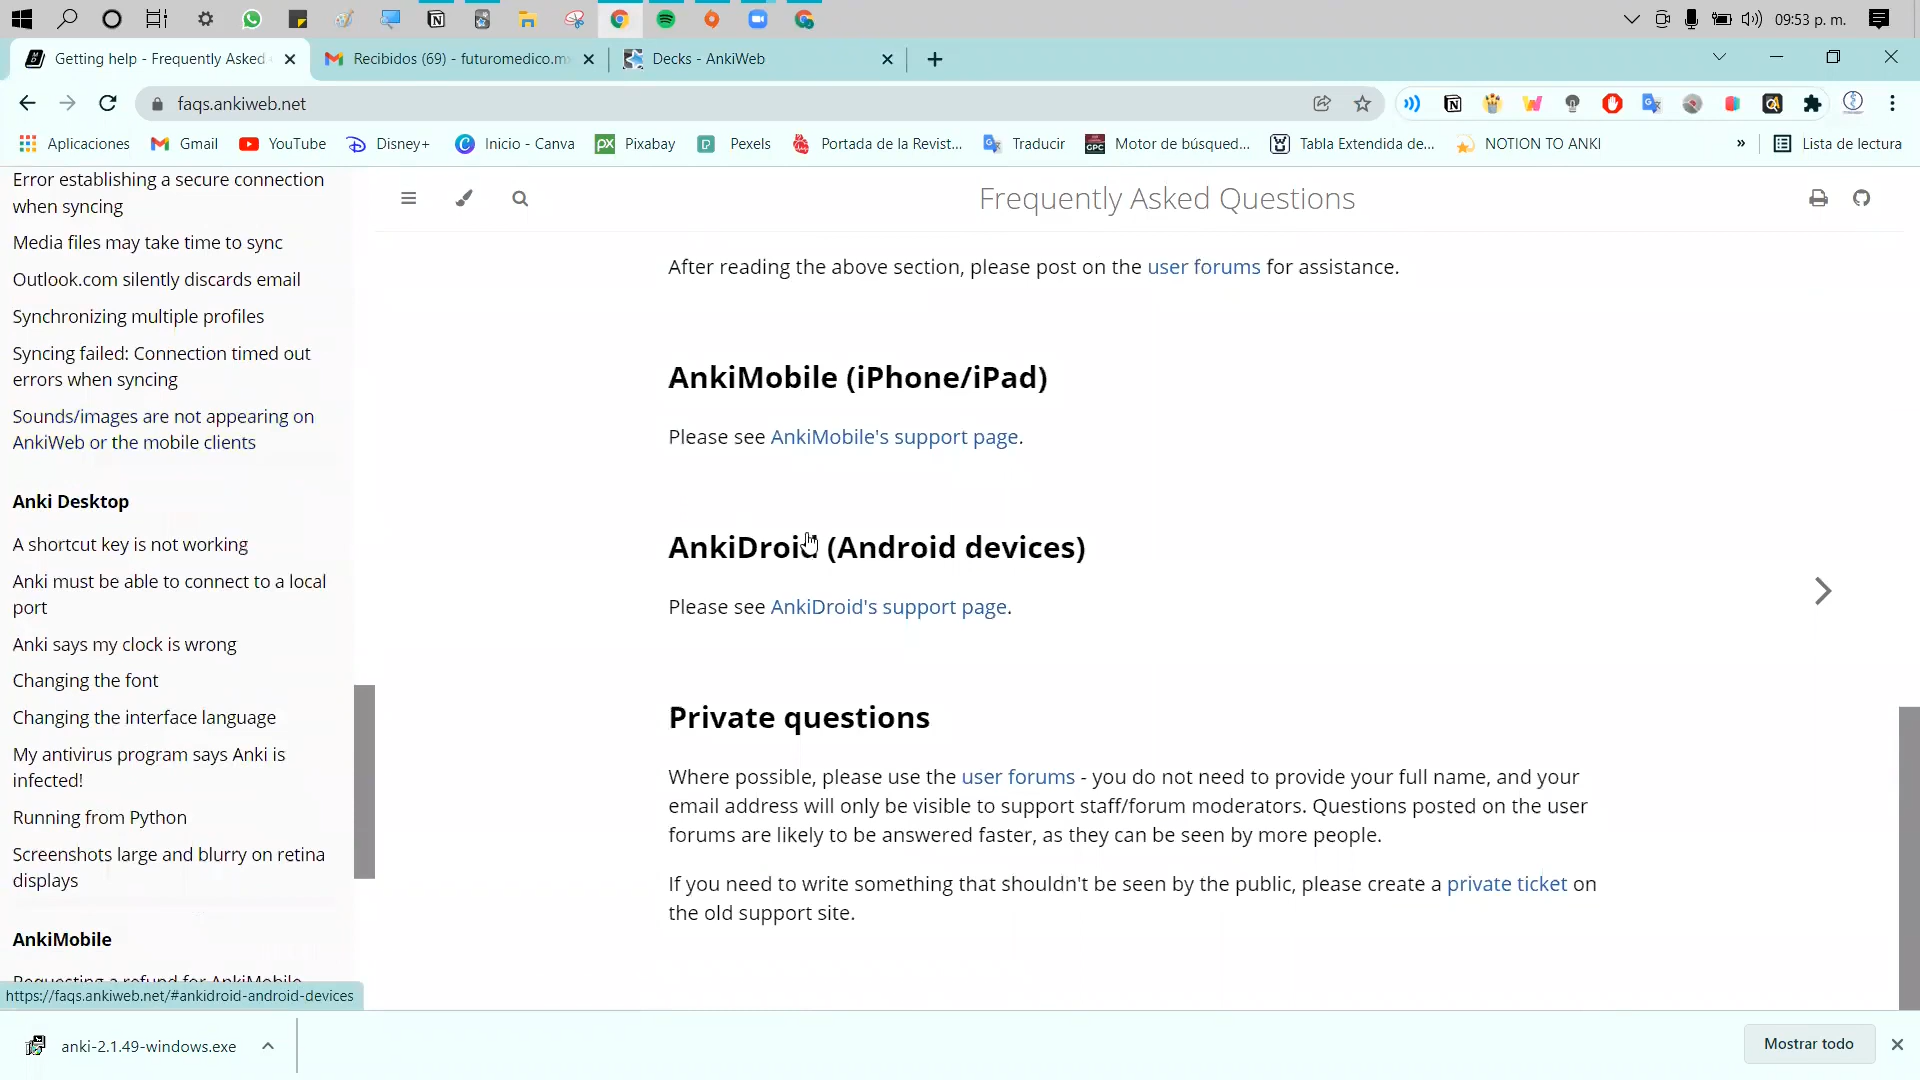 09:53 p. m.
Getting help - Frequently Asked
Recibidos (69) - futuromedico.mx
Decks - AnkiWeb
faqs.ankiweb.net
Aplicaciones
Gmail
YouTube
Disney+
Inicio - Canva
Pixabay
Pexels
Portada de la Revist...
Traducir
Motor de búsqued...
Tabla Extendida de...
NOTION TO ANKI
»
Lista de lectura
Error establishing a secure connection
when syncing
Media files may take time to sync
Outlook.com silently discards email
Synchronizing multiple profiles
Syncing failed: Connection timed out
errors when syncing
Sounds/images are not appearing on
AnkiWeb or the mobile clients
Anki Desktop
A shortcut key is not working
Anki must be able to connect to a local
port
Anki says my clock is wrong
Changing the font
Changing the interface language
My antivirus program says Anki is
infected!
Running from Python
Screenshots large and blurry on retina
displays
AnkiMobile
Requesting a refund for AnkiMobile
Frequently Asked Questions
After reading the above section, please post on the user forums for assistance.
AnkiMobile (iPhone/iPad)
Please see AnkiMobile's support page.
AnkiDroid (Android devices)
Please see AnkiDroid's support page.
Private questions
Where possible, please use the user forums - you do not need to provide your full name, and your
email address will only be visible to support staff/forum moderators. Questions posted on the user
forums are likely to be answered faster, as they can be seen by more people.
If you need to write something that shouldn't be seen by the public, please create a private ticket on
the old support site.
https://faqs.ankiweb.net/#ankidroid-android-devices
anki-2.1.49-windows.exe
Mostrar todo